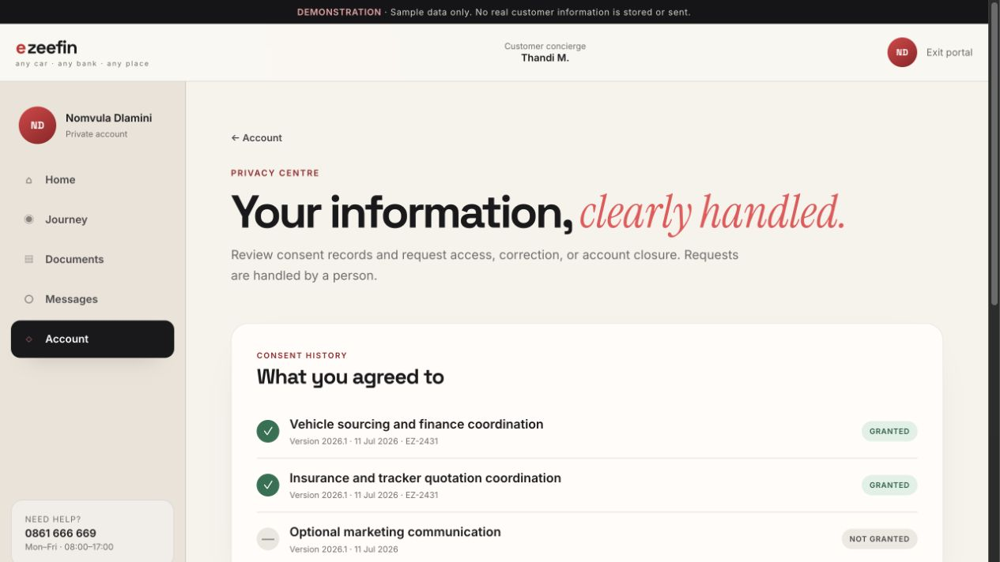 DEMONSTRATION · Sample data only. No real customer information is stored or sent.
ezeefin
any car · any bank · any place
Customer concierge
Thandi M.
ND
Exit portal
ND
Nomvula Dlamini
Private account
Home
Journey
Documents
Messages
Account
NEED HELP?
0861 666 669
Mon–Fri · 08:00–17:00
← Account
PRIVACY CENTRE
Your information, clearly handled.
Review consent records and request access, correction, or account closure. Requests
are handled by a person.
CONSENT HISTORY
What you agreed to
Vehicle sourcing and finance coordination
Version 2026.1 · 11 Jul 2026 · EZ-2431
GRANTED
Insurance and tracker quotation coordination
Version 2026.1 · 11 Jul 2026 · EZ-2431
GRANTED
Optional marketing communication
Version 2026.1 · 11 Jul 2026
NOT GRANTED